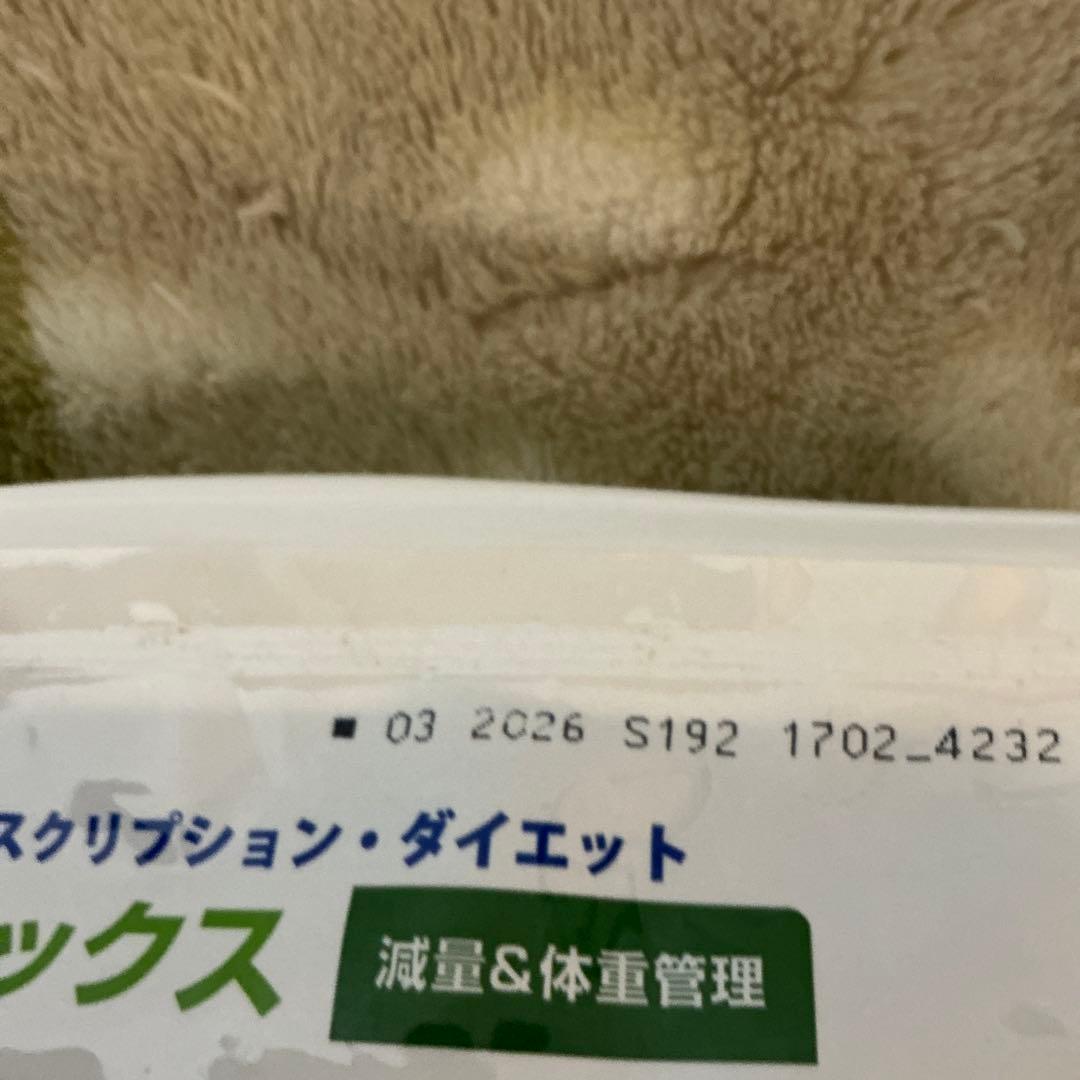 ■ 03 2026 S192 1702_4232
スクリプション・ダイエット
ックス
減量&体重管理